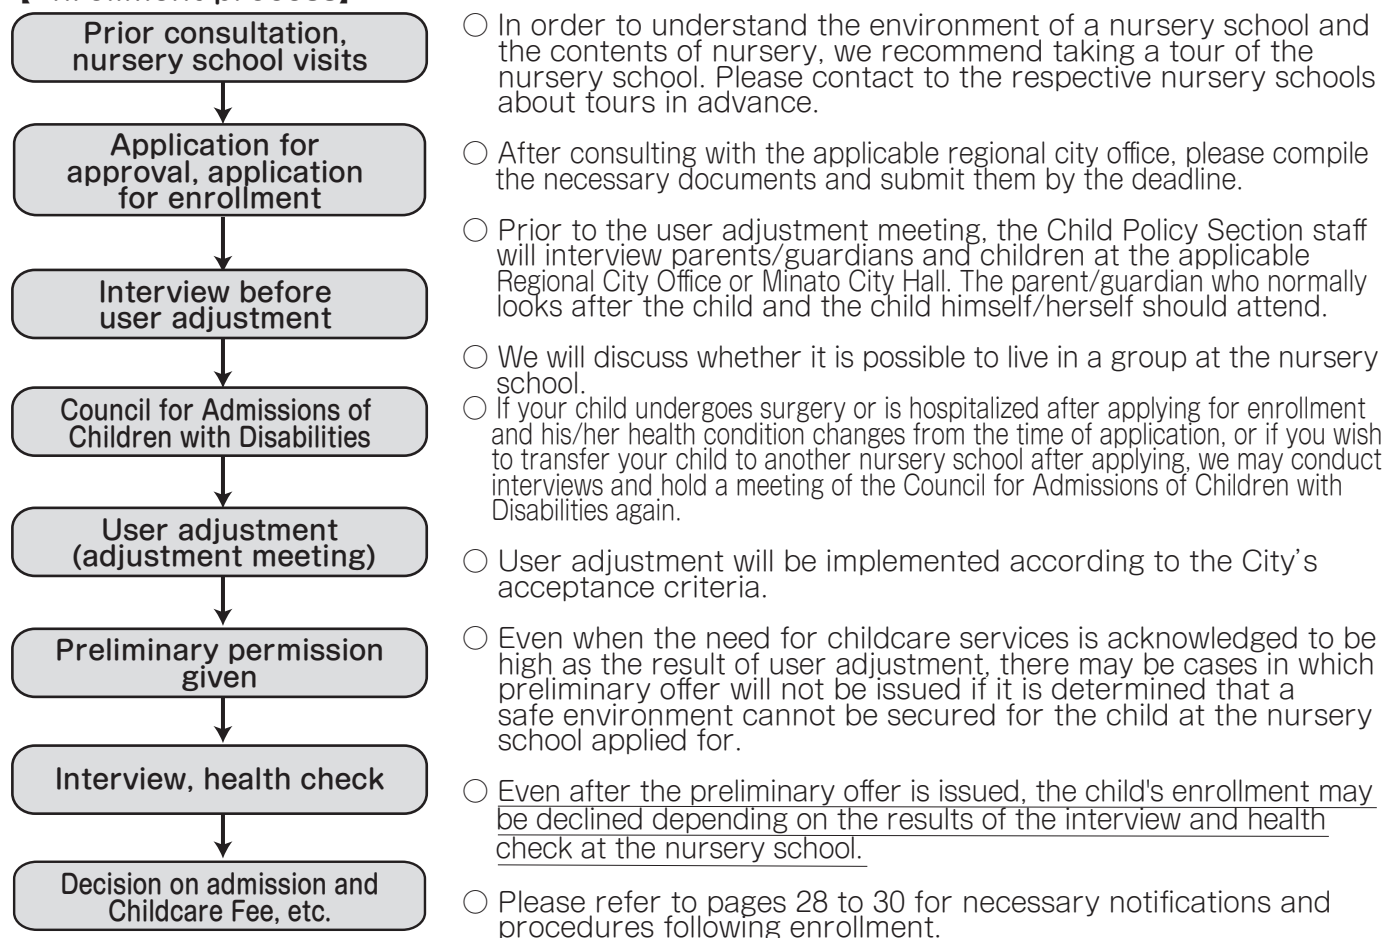 Prior consultation,
nursery school visits
○ In order to understand the environment of a nursery school and
the contents of nursery, we recommend taking a tour of the
nursery school. Please contact to the respective nursery schools
about tours in advance.
Application for
approval, application
for enrollment
○ After consulting with the applicable regional city office, please compile
the necessary documents and submit them by the deadline.
Interview before
user adjustment
○ Prior to the user adjustment meeting, the Child Policy Section staff
will interview parents/guardians and children at the applicable
Regional City Office or Minato City Hall. The parent/guardian who normally
looks after the child and the child himself/herself should attend.
Council for Admissions of
Children with Disabilities
○ We will discuss whether it is possible to live in a group at the nursery
school.
○ If your child undergoes surgery or is hospitalized after applying for enrollment
and his/her health condition changes from the time of application, or if you wish
to transfer your child to another nursery school after applying, we may conduct
interviews and hold a meeting of the Council for Admissions of Children with
Disabilities again.
User adjustment
(adjustment meeting)
○ User adjustment will be implemented according to the City's
acceptance criteria.
Preliminary permission
given
○ Even when the need for childcare services is acknowledged to be
high as the result of user adjustment, there may be cases in which
preliminary offer will not be issued if it is determined that a
safe environment cannot be secured for the child at the nursery
school applied for.
Interview, health check
○ Even after the preliminary offer is issued, the child's enrollment may
be declined depending on the results of the interview and health
check at the nursery school.
Decision on admission and
Childcare Fee, etc.
○ Please refer to pages 28 to 30 for necessary notifications and
procedures following enrollment.